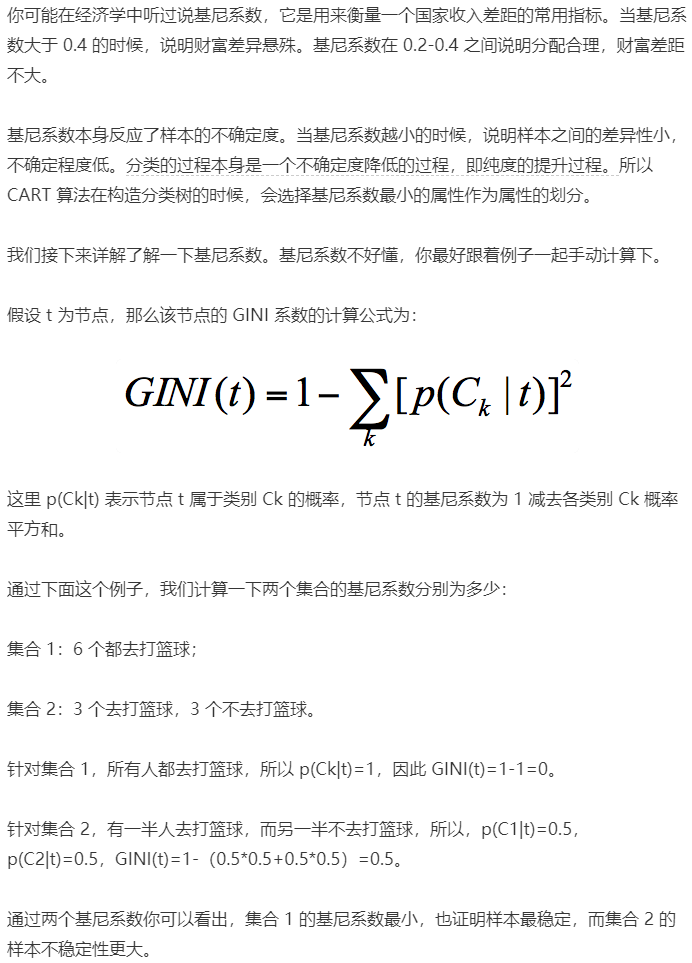 你可能在经济学中听过说基尼系数，它是用来衡量一个国家收入差距的常用指标。当基尼系
数大于 0.4 的时候，说明财富差异悬殊。基尼系数在 0.2-0.4 之间说明分配合理，财富差距
不大。
基尼系数本身反应了样本的不确定度。当基尼系数越小的时候，说明样本之间的差异性小，
不确定程度低。分类的过程本身是一个不确定度降低的过程，即纯度的提升过程。所以
CART 算法在构造分类树的时候，会选择基尼系数最小的属性作为属性的划分。
我们接下来详解了解一下基尼系数。基尼系数不好懂，你最好跟着例子一起手动计算下。
假设 t 为节点，那么该节点的 GINI 系数的计算公式为：
GINI(t) = 1 - ∑_k [p(C_k | t)]^2
这里 p(Ck|t) 表示节点 t 属于类别 Ck 的概率，节点 t 的基尼系数为 1 减去各类别 Ck 概率
平方和。
通过下面这个例子，我们计算一下两个集合的基尼系数分别为多少：
集合 1：6 个都去打篮球；
集合 2：3 个去打篮球，3 个不去打篮球。
针对集合 1，所有人都去打篮球，所以 p(Ck|t)=1，因此 GINI(t)=1-1=0。
针对集合 2，有一半人去打篮球，而另一半不去打篮球，所以，p(C1|t)=0.5，
p(C2|t)=0.5，GINI(t)=1-（0.5*0.5+0.5*0.5）=0.5。
通过两个基尼系数你可以看出，集合 1 的基尼系数最小，也证明样本最稳定，而集合 2 的
样本不稳定性更大。